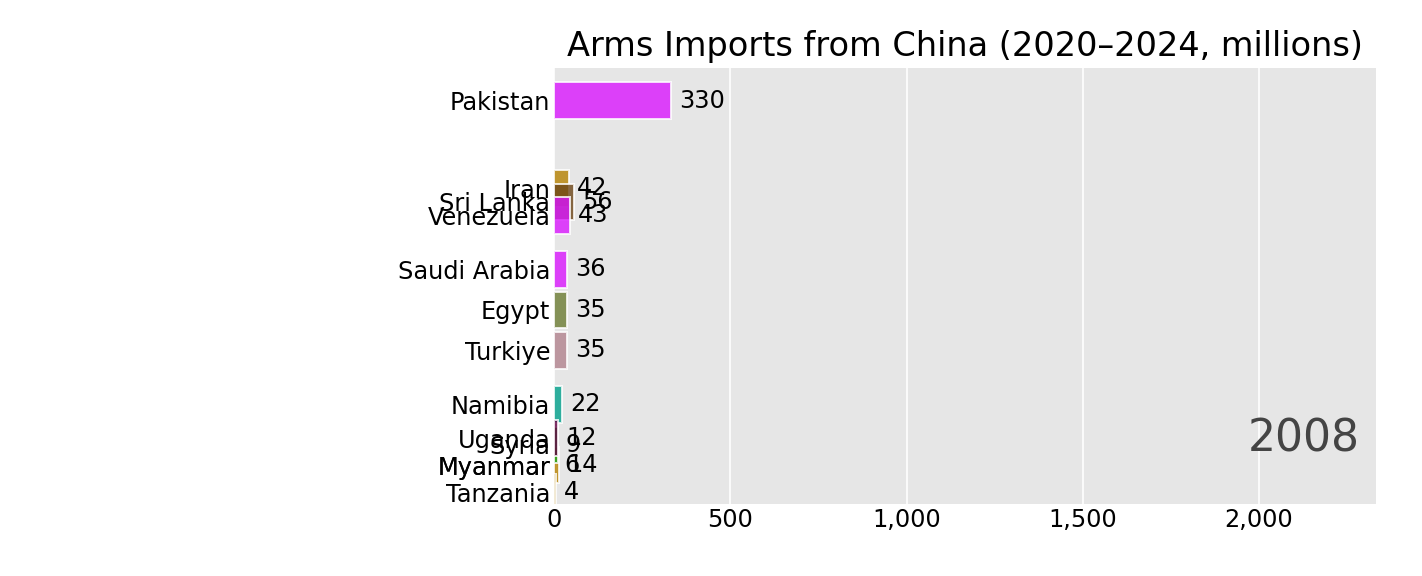 Arms Imports from China (2020–2024, millions)
Pakistan 330
Iran 42
Sri Lanka 56
Venezuela 43
Saudi Arabia 36
Egypt 35
Turkiye 35
Namibia 22
Uganda 12
Syria 9
Myanmar 14
6
Tanzania 4
2008
0 500 1,000 1,500 2,000